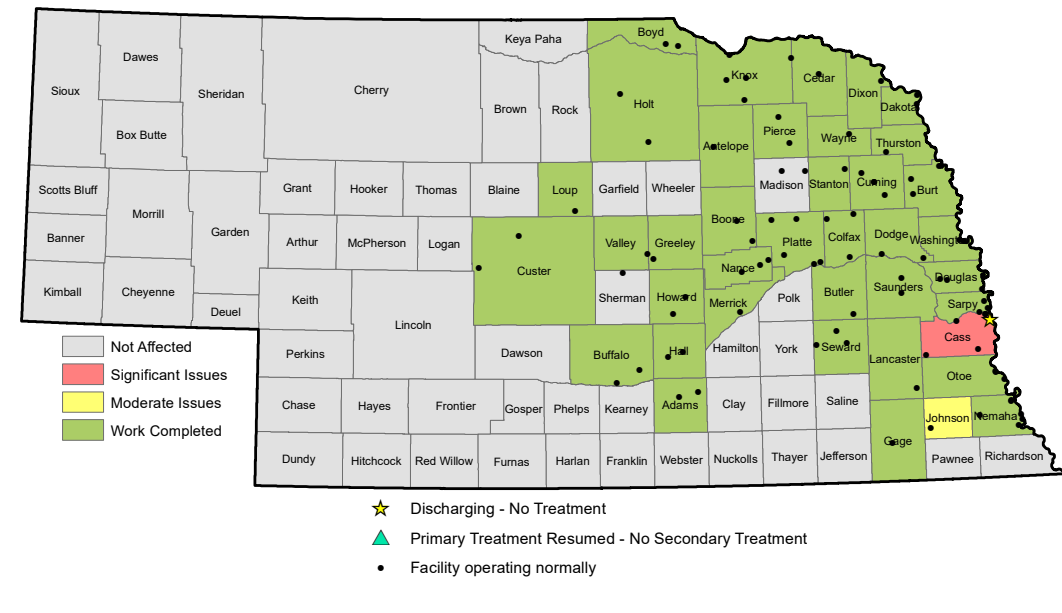 Keya Paha
Boyd
Dawes
Sioux
Sheridan
Cherry
Brown
Rock
Holt
Knox
Cedar
Dixon
Dakota
Box Butte
Antelope
Pierce
Wayne
Thurston
Scotts Bluff
Morrill
Grant
Hooker
Thomas
Blaine
Loup
Garfield
Wheeler
Madison
Stanton
Cuming
Burt
Banner
Garden
Arthur
McPherson
Logan
Custer
Valley
Greeley
Boone
Platte
Colfax
Dodge
Washington
Kimball
Cheyenne
Deuel
Keith
Lincoln
Sherman
Howard
Nance
Merrick
Polk
Butler
Saunders
Douglas
Sarpy
Perkins
Dawson
Buffalo
Hall
Hamilton
York
Seward
Lancaster
Cass
Otoe
Not Affected
Significant Issues
Moderate Issues
Work Completed
Chase
Hayes
Frontier
Gosper
Phelps
Kearney
Adams
Clay
Fillmore
Saline
Gage
Johnson
Nemaha
Dundy
Hitchcock
Red Willow
Furnas
Harlan
Franklin
Webster
Nuckolls
Thayer
Jefferson
Pawnee
Richardson
Discharging - No Treatment
Primary Treatment Resumed - No Secondary Treatment
Facility operating normally